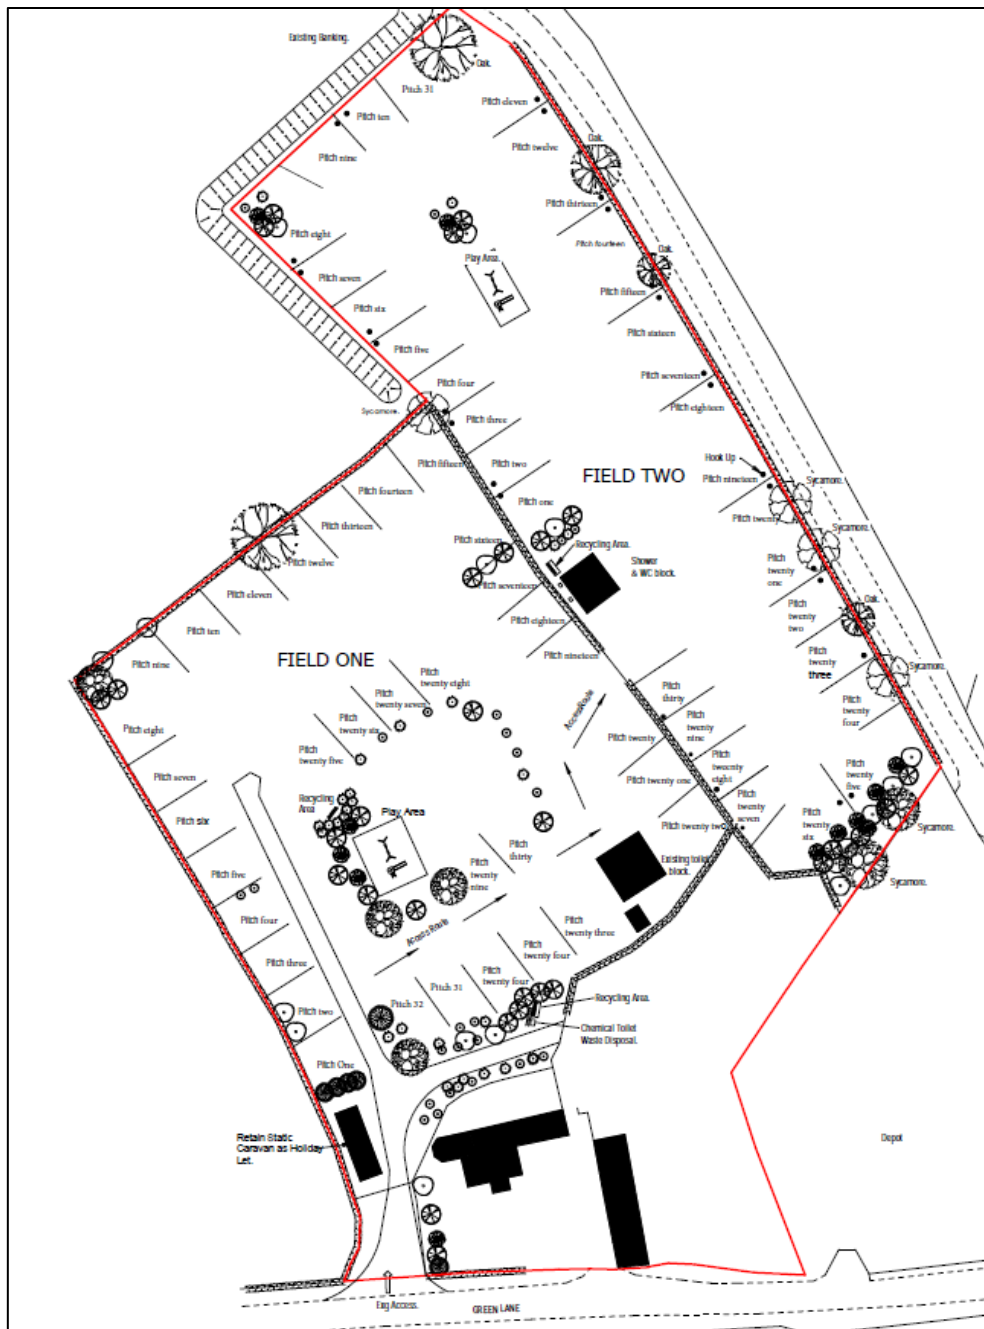 Existing Banking.
Oak.
Pitch 31
Pitch ten
Pitch eleven
Pitch nine
Pitch twelve
Oak.
Pitch thirteen
Pitch eight
Pitch fourteen
Oak.
Play Area.
Pitch seven
Pitch fifteen
Pitch six
Pitch sixteen
Pitch five
Pitch seventeen
Pitch four
Pitch eighteen
Sycamore.
Pitch three
Pitch fifteen
Pitch two
FIELD TWO
Hook Up
Pitch nineteen
Sycamore.
Pitch fourteen
Pitch one
Pitch twenty
Pitch thirteen
Sycamore.
Pitch sixteen
Recycling Area.
Pitch twelve
Shower
& WC block.
Pitch
twenty
one
Pitch seventeen
Pitch eleven
Oak.
Pitch
twenty
two
Pitch eighteen
Pitch ten
Pitch nineteen
Pitch
twenty
three
Sycamore.
Pitch nine
FIELD ONE
Pitch
twenty eight
Pitch
thirty
Pitch
twenty
four
Pitch
twenty seven
Access Route
Pitch
twenty six
Pitch
twenty
nine
Pitch eight
Pitch twenty
Pitch
twenty five
Pitch
twenty
eight
Pitch
twenty
five
Pitch seven
Pitch twenty one
Recycling
Area
Play Area
Pitch
twenty
seven
Pitch
twenty
six
Pitch six
Pitch twenty two
Sycamore.
Pitch
thirty
Existing toilet
block.
Pitch five
Pitch
twenty
nine
Sycamore.
Pitch four
Access Route
Pitch
twenty three
Pitch
twenty four
Pitch three
Pitch
twenty four
Pitch 31
Pitch 32
Recycling Area.
Pitch two
Chemical Toilet
Waste Disposal.
Pitch One
Retain Static
Caravan as Holiday
Let.
Depot
Exg Access.
GREEN LANE